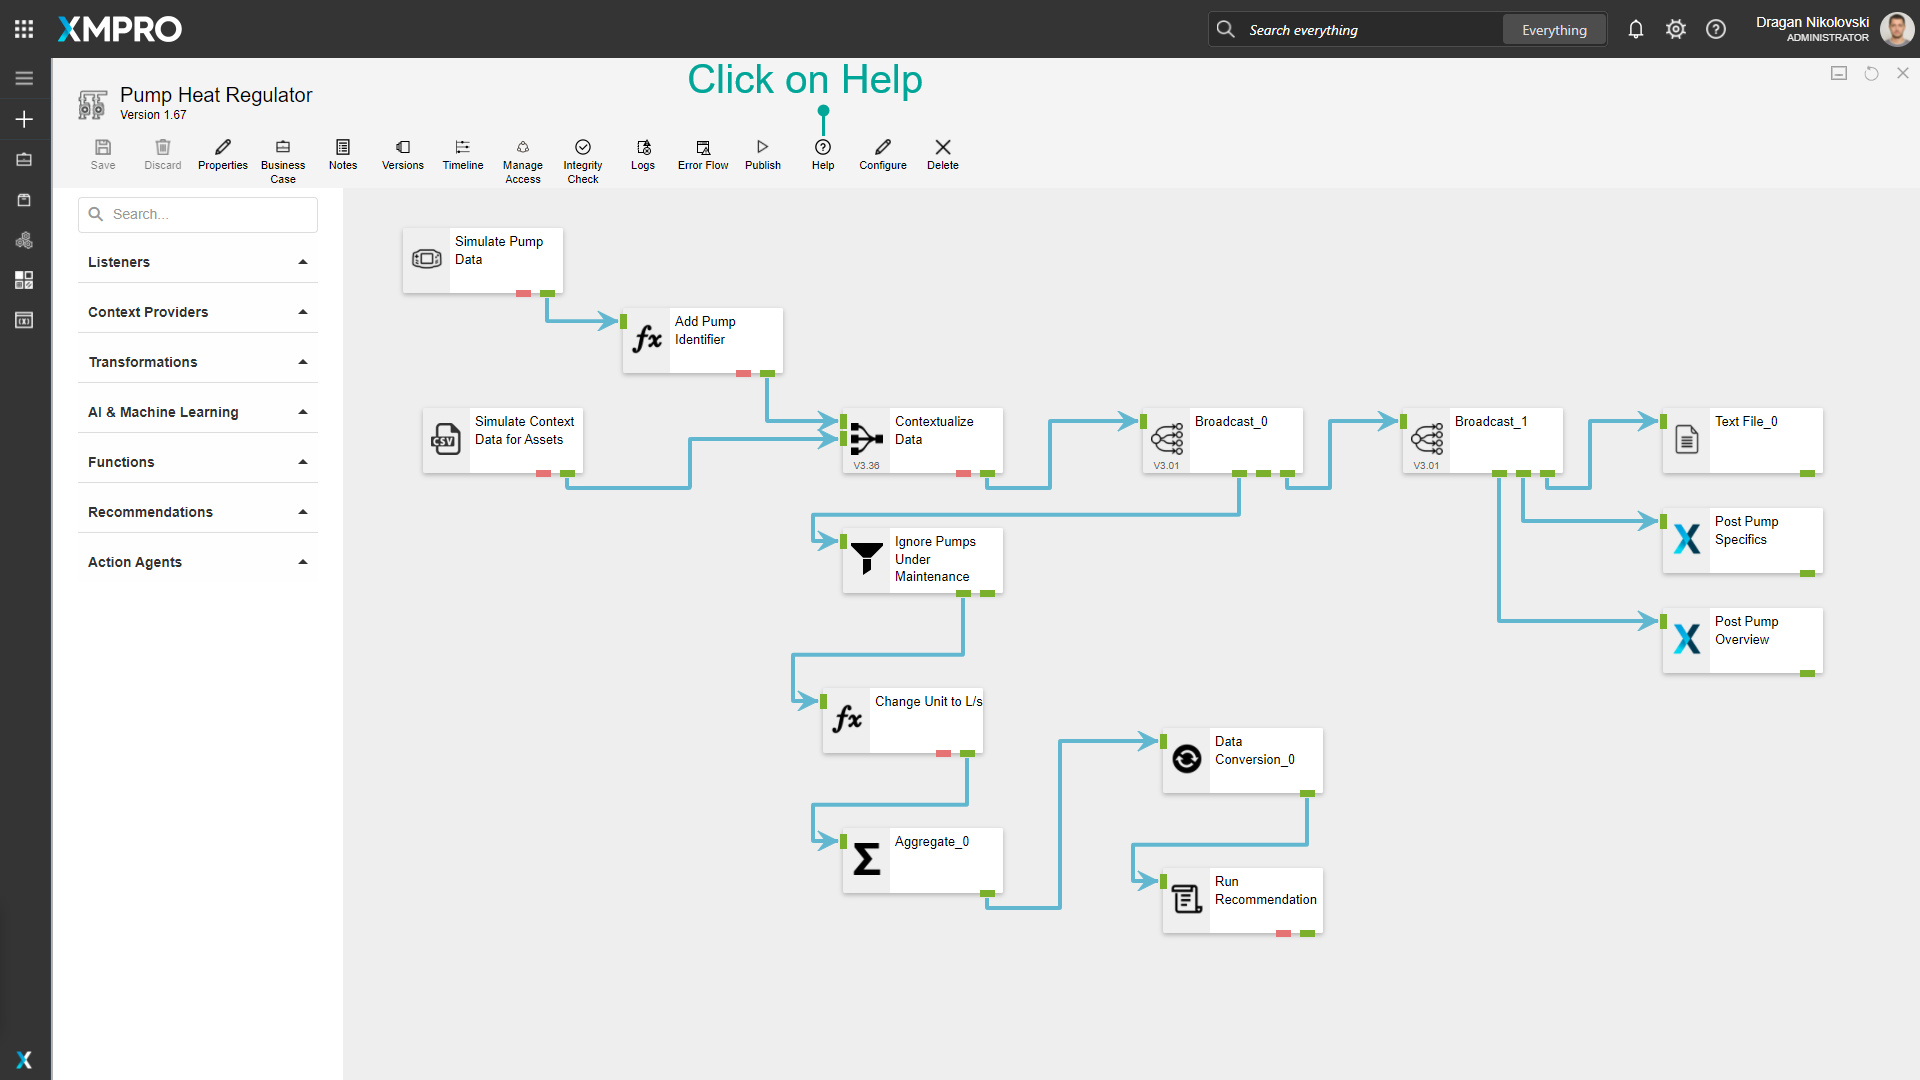 XMPRO
Search everything
Everything
Dragan Nikolovski
ADMINISTRATOR
Click on Help
Pump Heat Regulator
Version 1.67
Save
Discard
Properties
Business
Case
Notes
Versions
Timeline
Manage
Access
Integrity
Check
Logs
Error Flow
Publish
Help
Configure
Delete
Search...
Listeners
Context Providers
Transformations
AI & Machine Learning
Functions
Recommendations
Action Agents
Simulate Pump
Data
fx
Add Pump
Identifier
CSV
Simulate Context
Data for Assets
Contextualize
Data
V3.36
Broadcast_0
V3.01
Broadcast_1
V3.01
Text File_0
Post Pump
Specifics
Post Pump
Overview
Ignore Pumps
Under
Maintenance
fx
Change Unit to L/s
Σ
Aggregate_0
Data
Conversion_0
Run
Recommendation